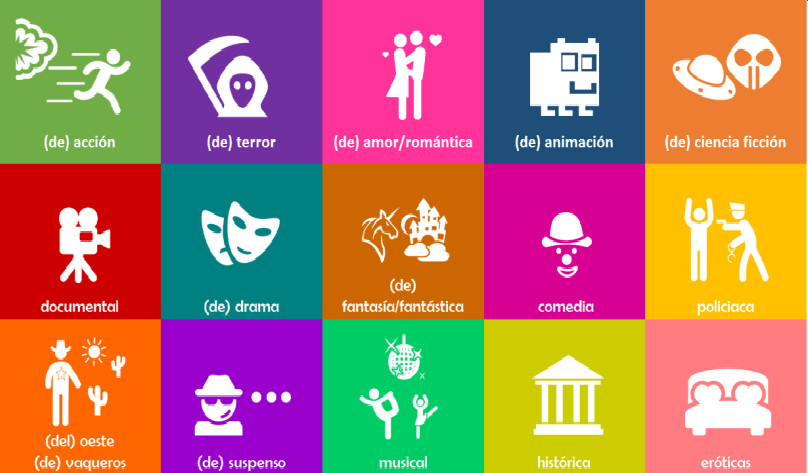 (de) acción
(de) terror
(de) amor/romántica
(de) animación
(de) ciencia ficción
documental
(de) drama
(de)
fantasía/fantástica
comedia
policiaca
(del) oeste
(de) vaqueros
(de) suspenso
musical
histórica
eróticas